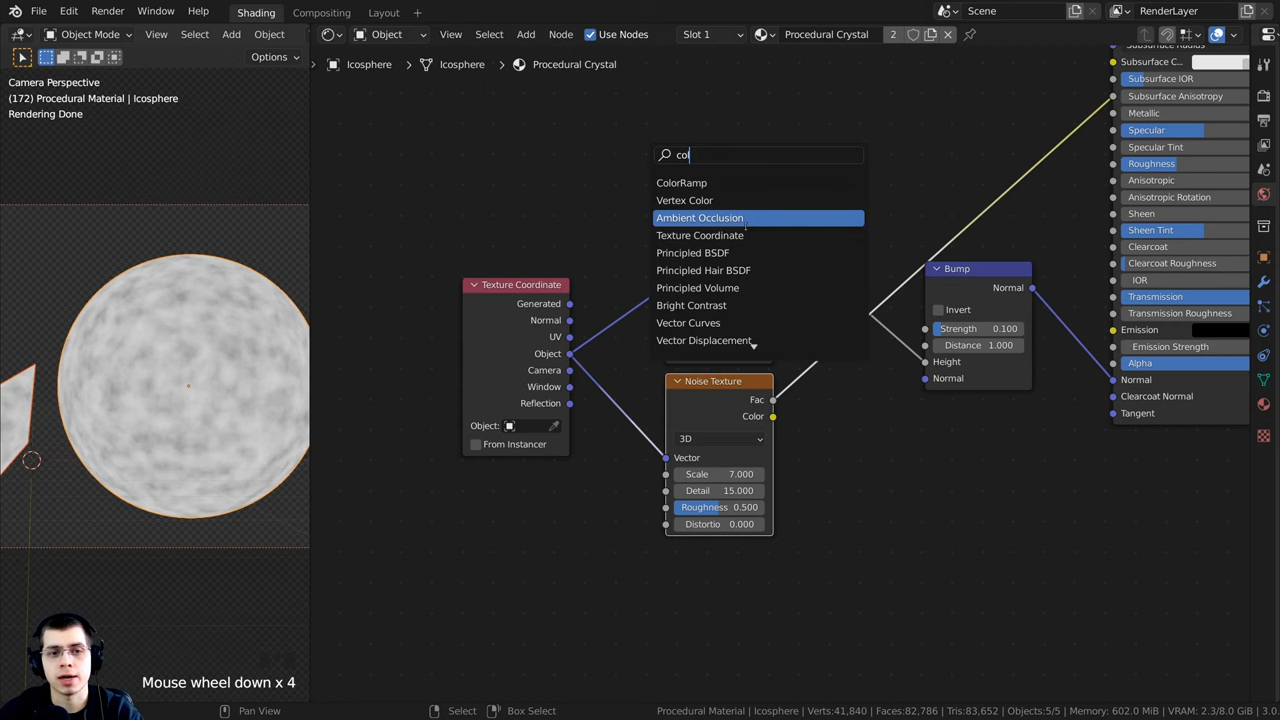 File Edit Render Window Help Shading Compositing Layout + Scene RenderLayer
Object Mode View Select Add Object Object View Select Add Node Use Nodes Slot 1 Procedural Crystal 2
Options
Icosphere > Icosphere > Procedural Crystal
Camera Perspective
(172) Procedural Material | Icosphere
Rendering Done
col
ColorRamp
Vertex Color
Ambient Occlusion
Texture Coordinate
Principled BSDF
Principled Hair BSDF
Principled Volume
Bright Contrast
Vector Curves
Vector Displacement
Texture Coordinate
Generated
Normal
UV
Object
Camera
Window
Reflection
Object:
From Instancer
Noise Texture
Fac
Color
3D
Vector
Scale 7.000
Detail 15.000
Roughness 0.500
Distortio 0.000
Bump
Normal
Invert
Strength 0.100
Distance 1.000
Height
Normal
Subsurface Radius
Subsurface C...
Subsurface IOR
Subsurface Anisotropy
Metallic
Specular
Specular Tint
Roughness
Anisotropic
Anisotropic Rotation
Sheen
Sheen Tint
Clearcoat
Clearcoat Roughness
IOR
Transmission
Transmission Roughness
Emission
Emission Strength
Alpha
Normal
Clearcoat Normal
Tangent
Mouse wheel down x 4
Pan View Select Box Select Procedural Material | Icosphere | Verts:41,840 | Faces:82,786 | Tris:83,652 | Objects:5/5 | Memory: 602.0 MiB | VRAM: 2.3/8.0 GiB | 3.0